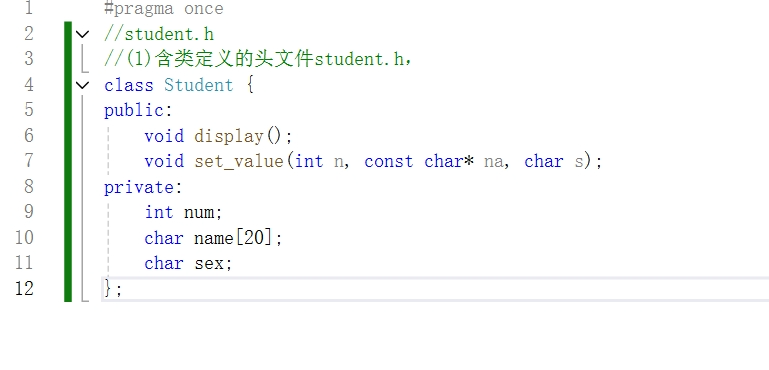 1 #pragma once
2 //student.h
3 //(1)含类定义的头文件student.h，
4 class Student {
5 public:
6 void display();
7 void set_value(int n, const char* na, char s);
8 private:
9 int num;
10 char name[20];
11 char sex;
12 };